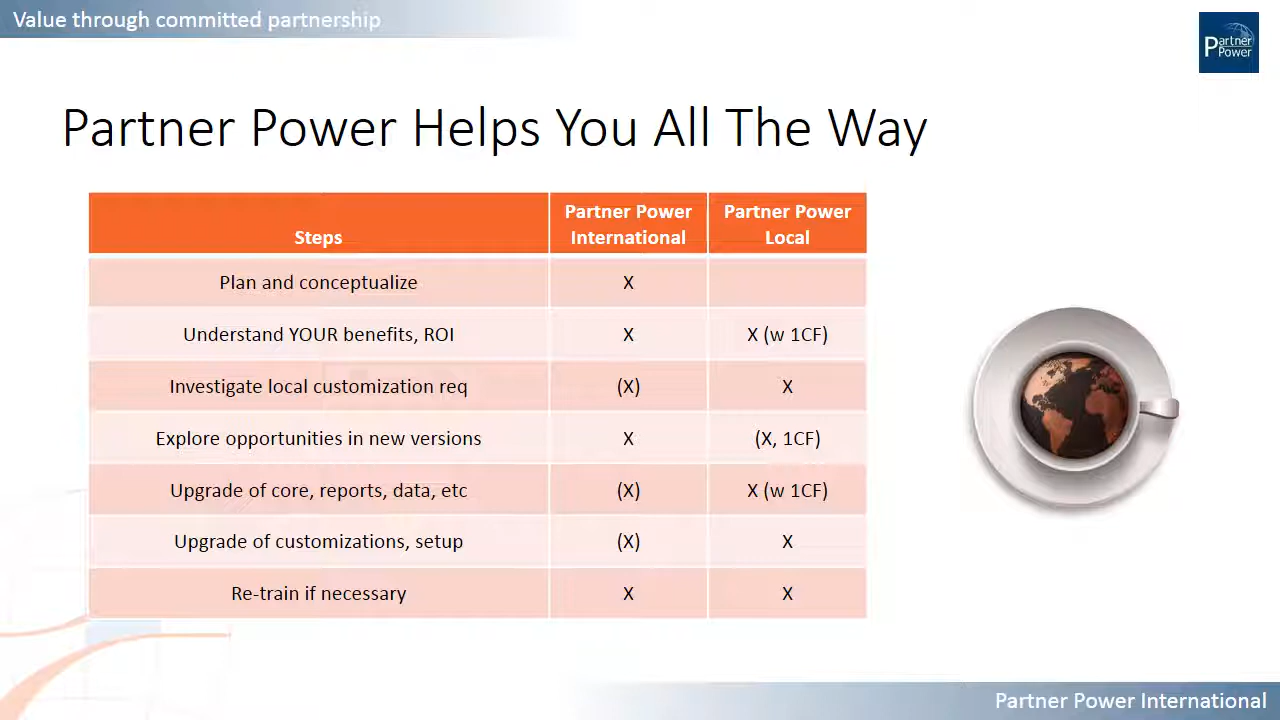 Value through committed partnership
Partner
Power
Partner Power Helps You All The Way
Steps
Partner Power International
Partner Power Local
Plan and conceptualize X
Understand YOUR benefits, ROI X X (w 1CF)
Investigate local customization req (X) X
Explore opportunities in new versions X (X, 1CF)
Upgrade of core, reports, data, etc (X) X (w 1CF)
Upgrade of customizations, setup (X) X
Re-train if necessary X X
Partner Power International